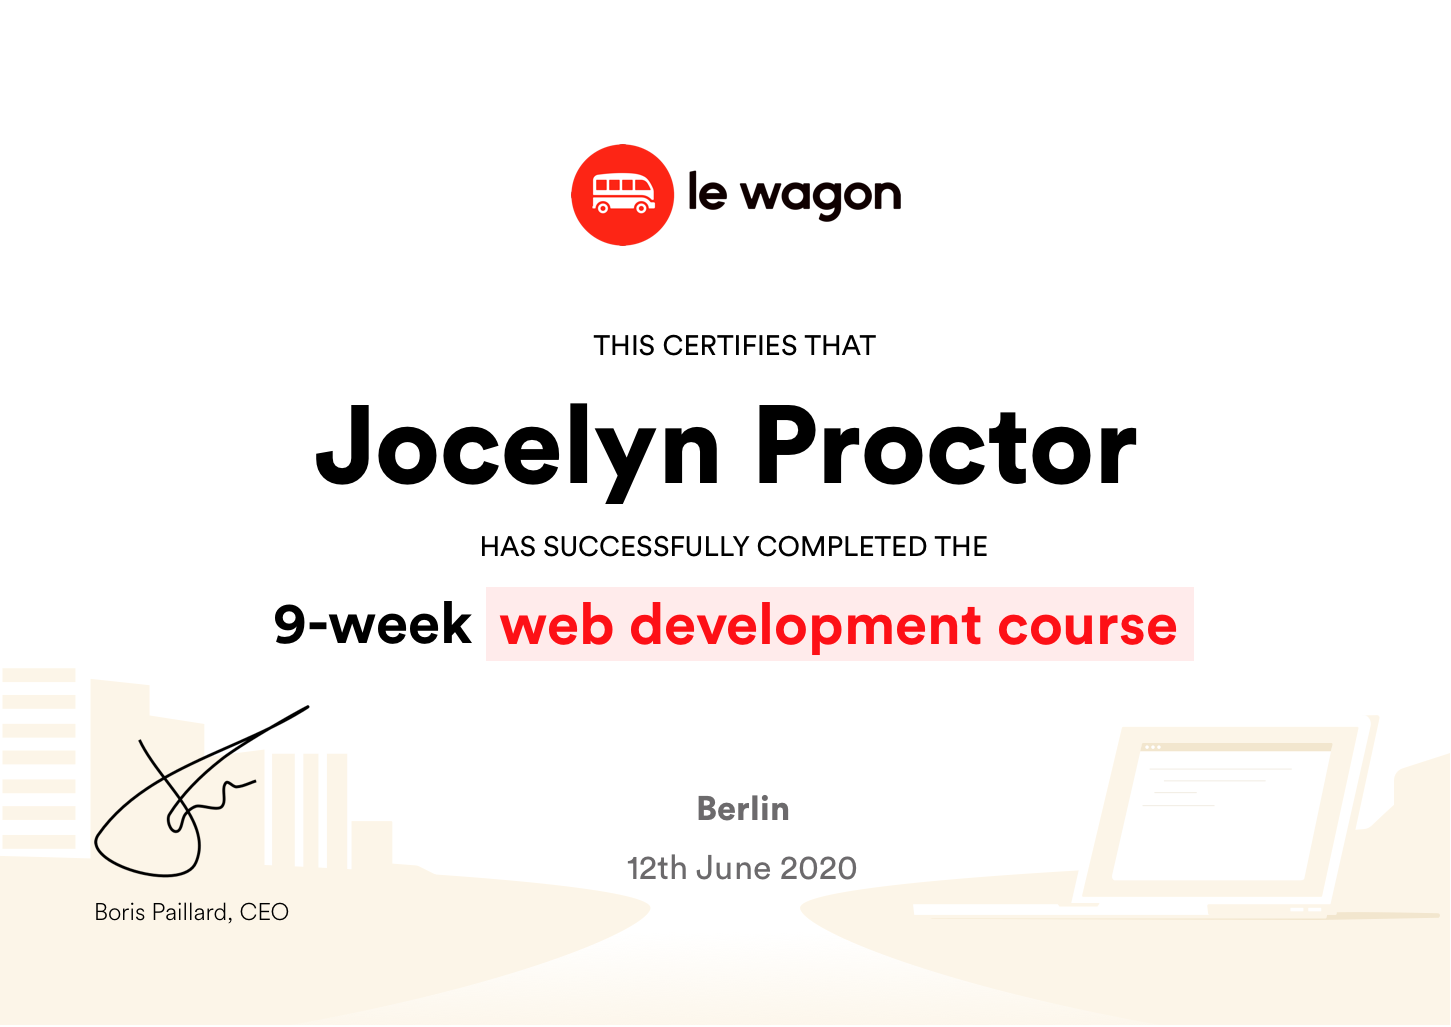 le wagon
THIS CERTIFIES THAT
Jocelyn Proctor
HAS SUCCESSFULLY COMPLETED THE
9-week web development course
Berlin
12th June 2020
Boris Paillard, CEO